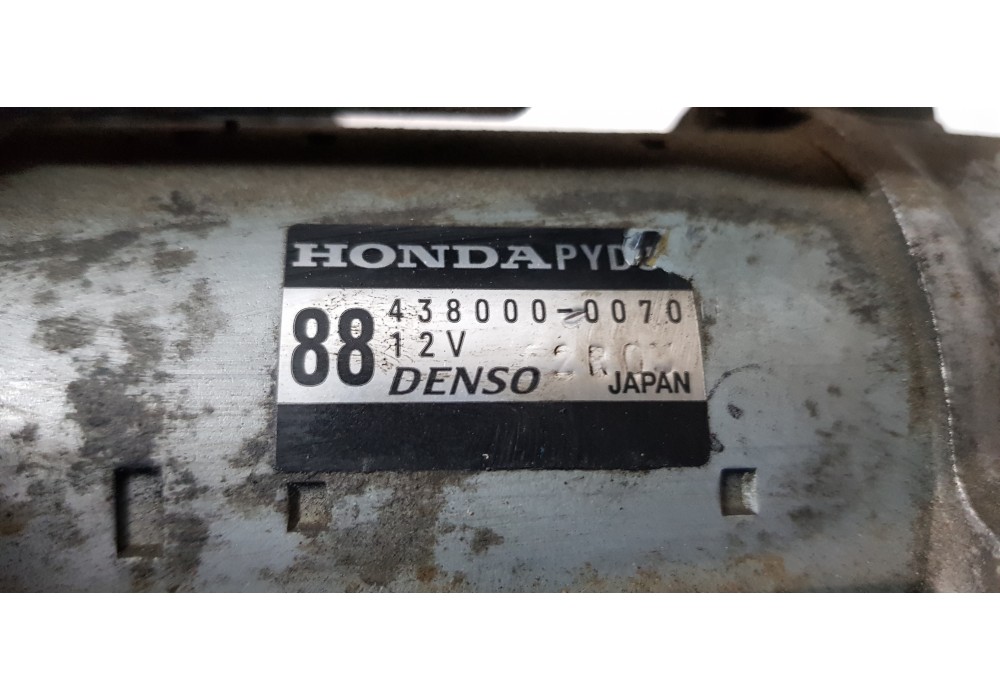 HONDA PYD
88 438000-0070
12V
DENSO JAPAN